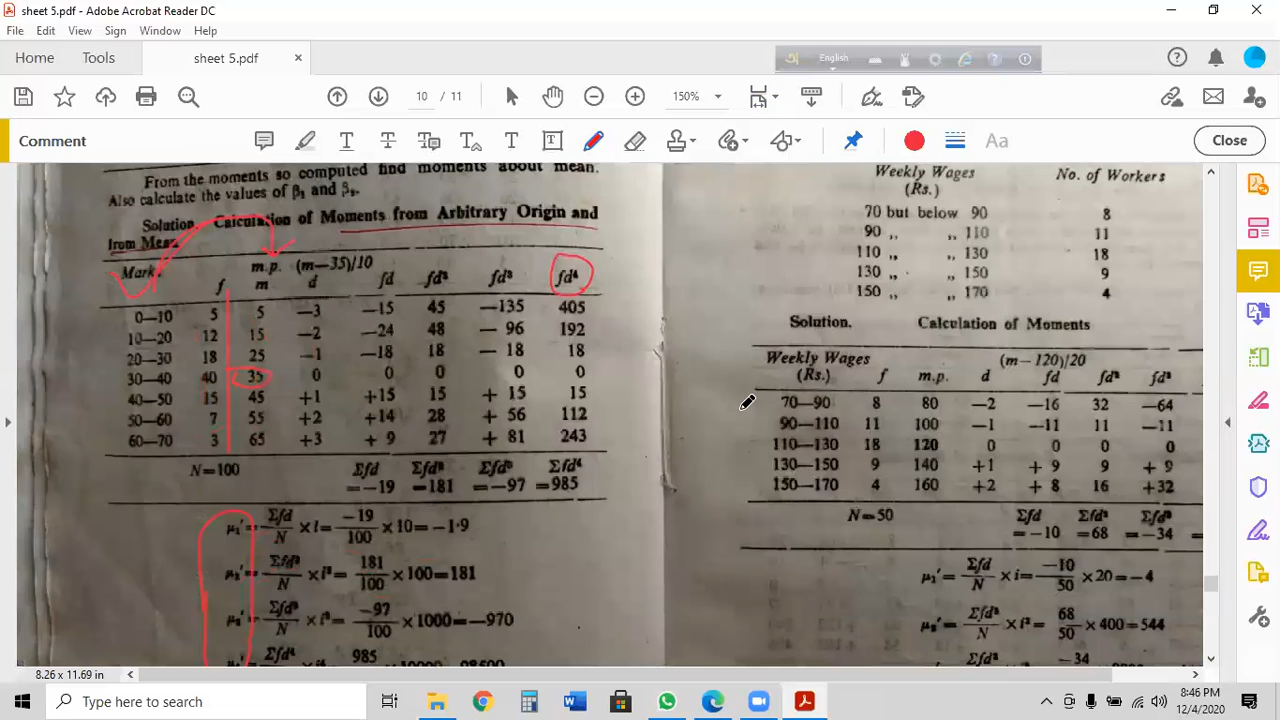 sheet 5.pdf - Adobe Acrobat Reader DC
File Edit View Sign Window Help
Home Tools sheet 5.pdf ×
English
10 / 11 150%
Comment Close
From the moments so computed find moments about mean.
Also calculate the values of β₁ and β₂.
Solution. Calculation of Moments from Arbitrary Origin and
from Mean
Marks m.p. (m—35)/10
f m d fd fd² fd³ fd⁴
0—10 5 5 —3 —15 45 —135 405
10—20 12 15 —2 —24 48 — 96 192
20—30 18 25 —1 —18 18 — 18 18
30—40 40 35 0 0 0 0 0
40—50 15 45 +1 +15 15 + 15 15
50—60 7 55 +2 +14 28 + 56 112
60—70 3 65 +3 + 9 27 + 81 243
N=100 Σfd Σfd² Σfd³ Σfd⁴
=—19 =181 =—97 =985
μ₁′= Σfd/N × i= —19/100 ×10=—1·9
μ₂′= Σfd²/N × i²= 181/100 ×100=181
μ₃′= Σfd³/N × i³= —97/100 ×1000=—970
Σfd⁴ 985
Weekly Wages No. of Workers
(Rs.)
70 but below 90 8
90 ,, ,, 110 11
110 ,, ,, 130 18
130 ,, ,, 150 9
150 ,, ,, 170 4
Solution. Calculation of Moments
Weekly Wages (m—120)/20
(Rs.) f m.p. d fd fd² fd³
70—90 8 80 —2 —16 32 —64
90—110 11 100 —1 —11 11 —11
110—130 18 120 0 0 0 0
130—150 9 140 +1 + 9 9 + 9
150—170 4 160 +2 + 8 16 +32
N=50 Σfd Σfd² Σfd³
=—10 =68 =—34
μ₁′= Σfd/N ×i= —10/50 ×20=—4
μ₂′= Σfd²/N ×i²= 68/50 ×400=544
—34
8.26 x 11.69 in
Type here to search
8:46 PM
12/4/2020